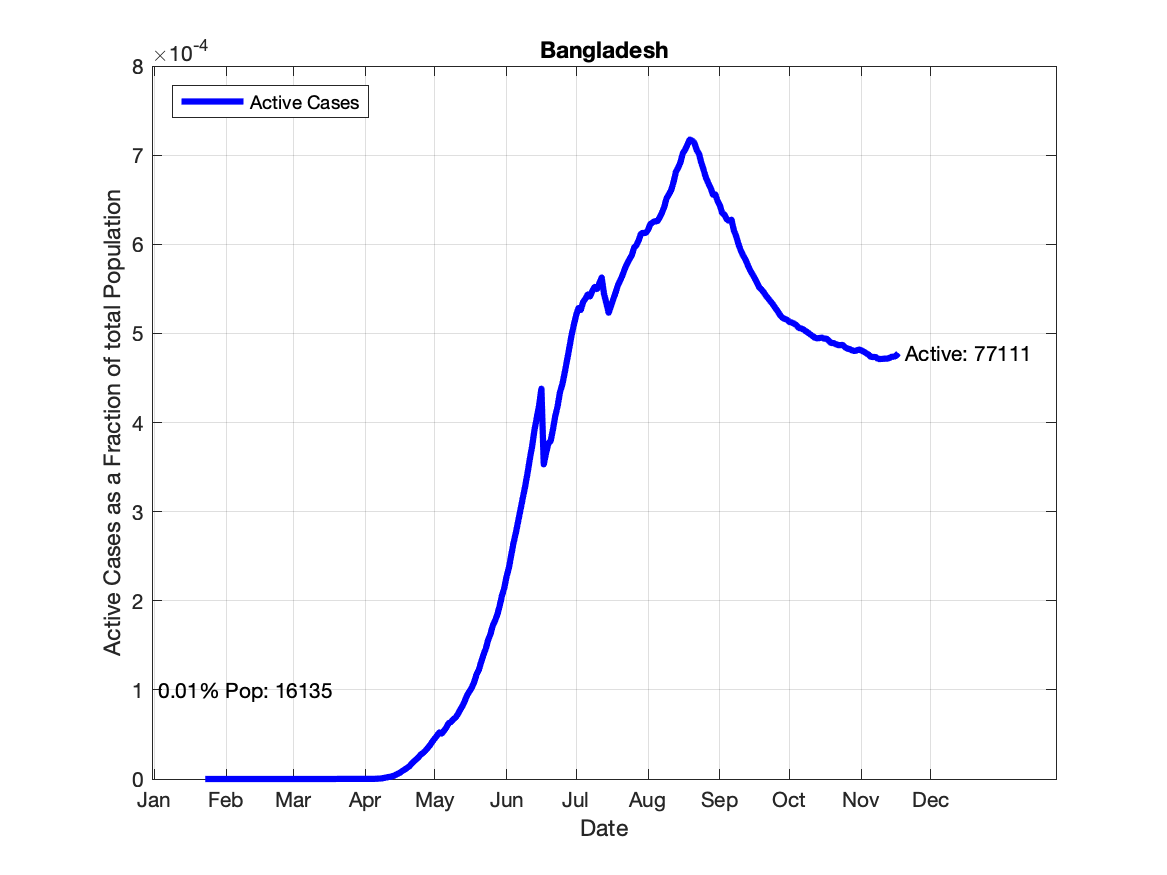 Bangladesh
×10-4
Active Cases
8
7
6
5
4
3
2
1
0
Active Cases as a Fraction of total Population
0.01% Pop: 16135
Active: 77111
Jan Feb Mar Apr May Jun Jul Aug Sep Oct Nov Dec
Date